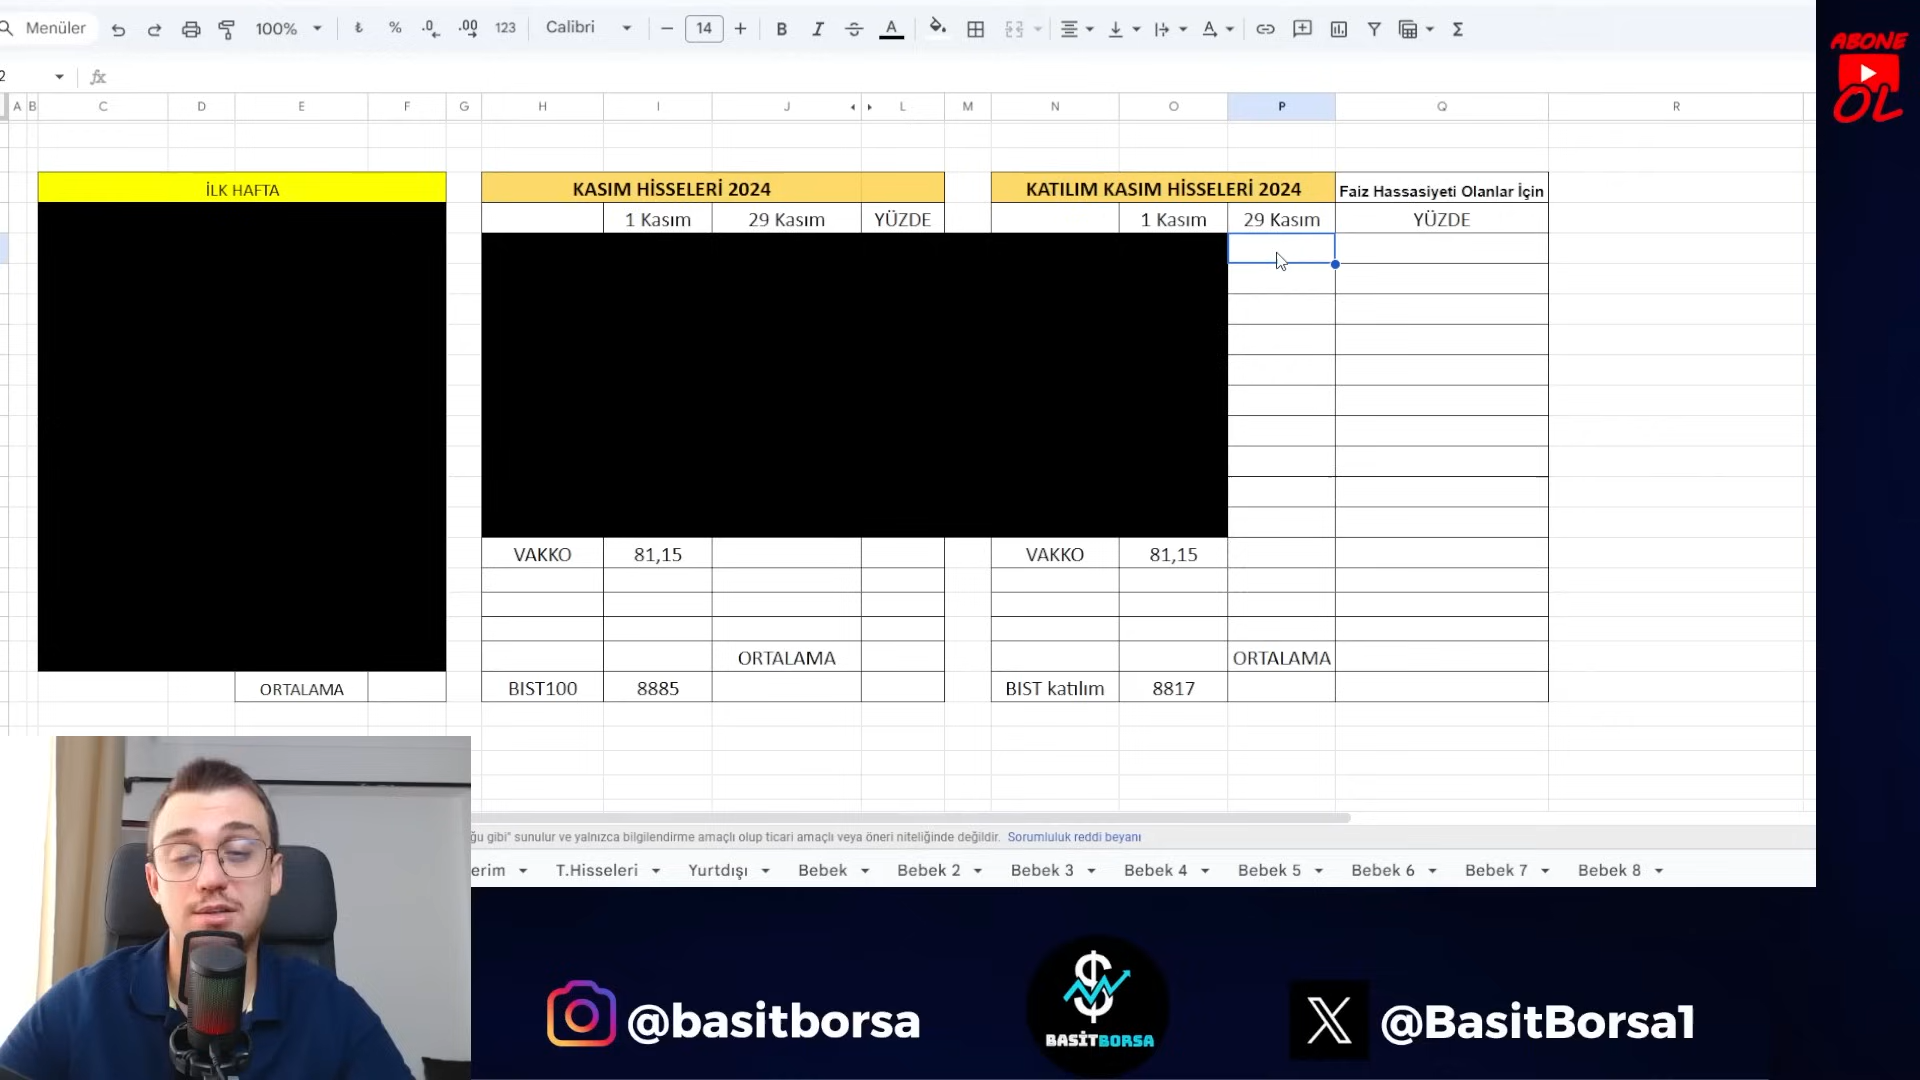 Menüler 100% ₺ % .0 .00 123 Calibri 14 B I A A Σ
2 fx
A B C D E F G H I J L M N O P Q R
İLK HAFTA
ORTALAMA
KASIM HİSSELERİ 2024
1 Kasım 29 Kasım YÜZDE
VAKKO 81,15
ORTALAMA
BIST100 8885
KATILIM KASIM HİSSELERİ 2024 Faiz Hassasiyeti Olanlar İçin
1 Kasım 29 Kasım YÜZDE
VAKKO 81,15
ORTALAMA
BIST katılım 8817
ğu gibi" sunulur ve yalnızca bilgilendirme amaçlı olup ticari amaçlı veya öneri niteliğinde değildir. Sorumluluk reddi beyanı
erim T.Hisseleri Yurtdışı Bebek Bebek 2 Bebek 3 Bebek 4 Bebek 5 Bebek 6 Bebek 7 Bebek 8
ABONE
OL
@basitborsa
BASİTBORSA
@BasitBorsa1